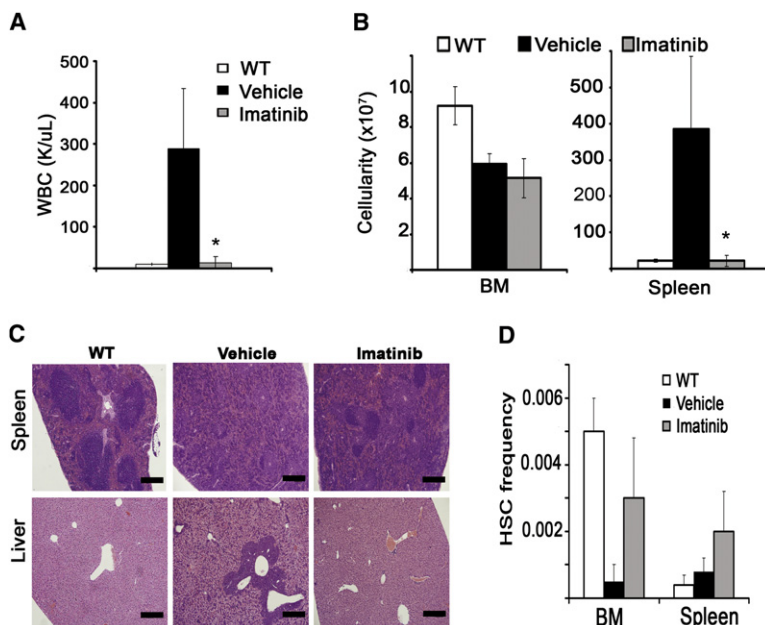 A
WBC (K/uL)
500
400
300
200
100
WT
Vehicle
Imatinib
*
B
WT Vehicle Imatinib
Cellularity (x10⁷)
10
8
6
4
2
BM
500
400
300
200
100
*
Spleen
C
WT Vehicle Imatinib
Spleen
Liver
D
HSC frequency
0.006
0.004
0.002
WT
Vehicle
Imatinib
BM Spleen